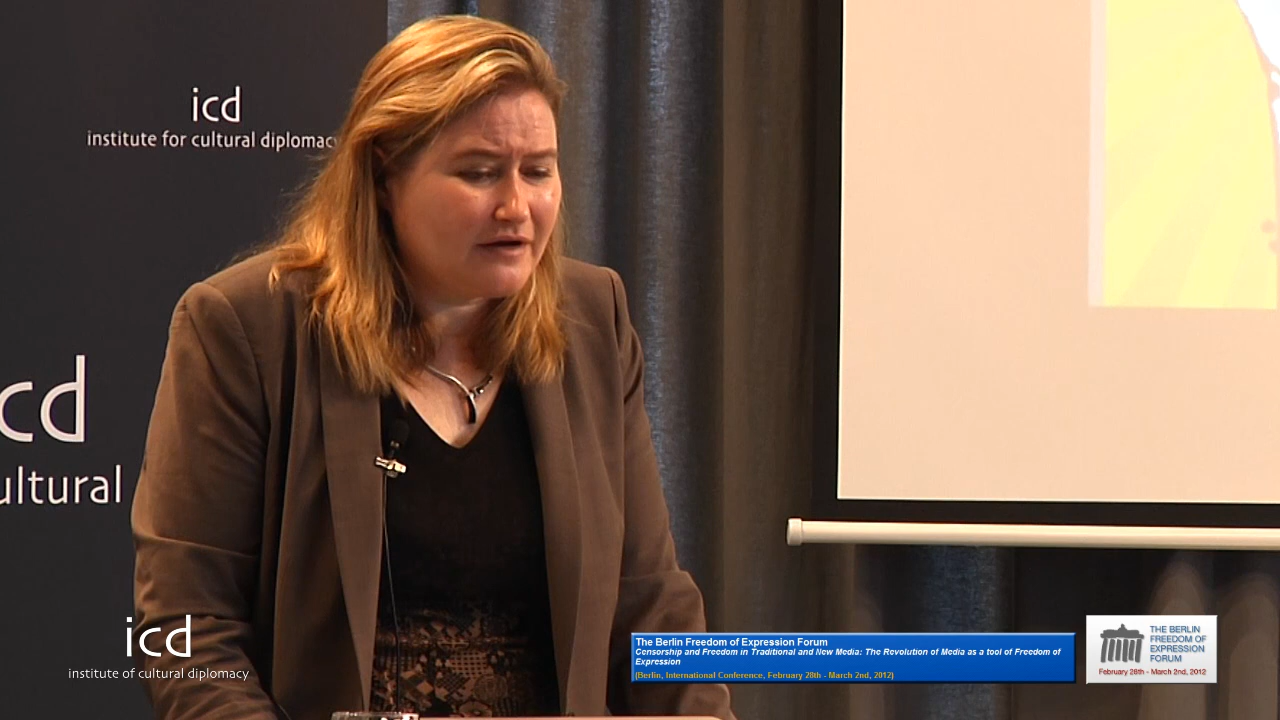 icd
institute for cultural diplomacy
cd
ultural
icd
institute of cultural diplomacy
The Berlin Freedom of Expression Forum
Censorship and Freedom in Traditional and New Media: The Revolution of Media as a tool of Freedom of
Expression
(Berlin, International Conference, February 28th - March 2nd, 2012)
THE BERLIN
FREEDOM OF
EXPRESSION
FORUM
February 28th - March 2nd, 2012